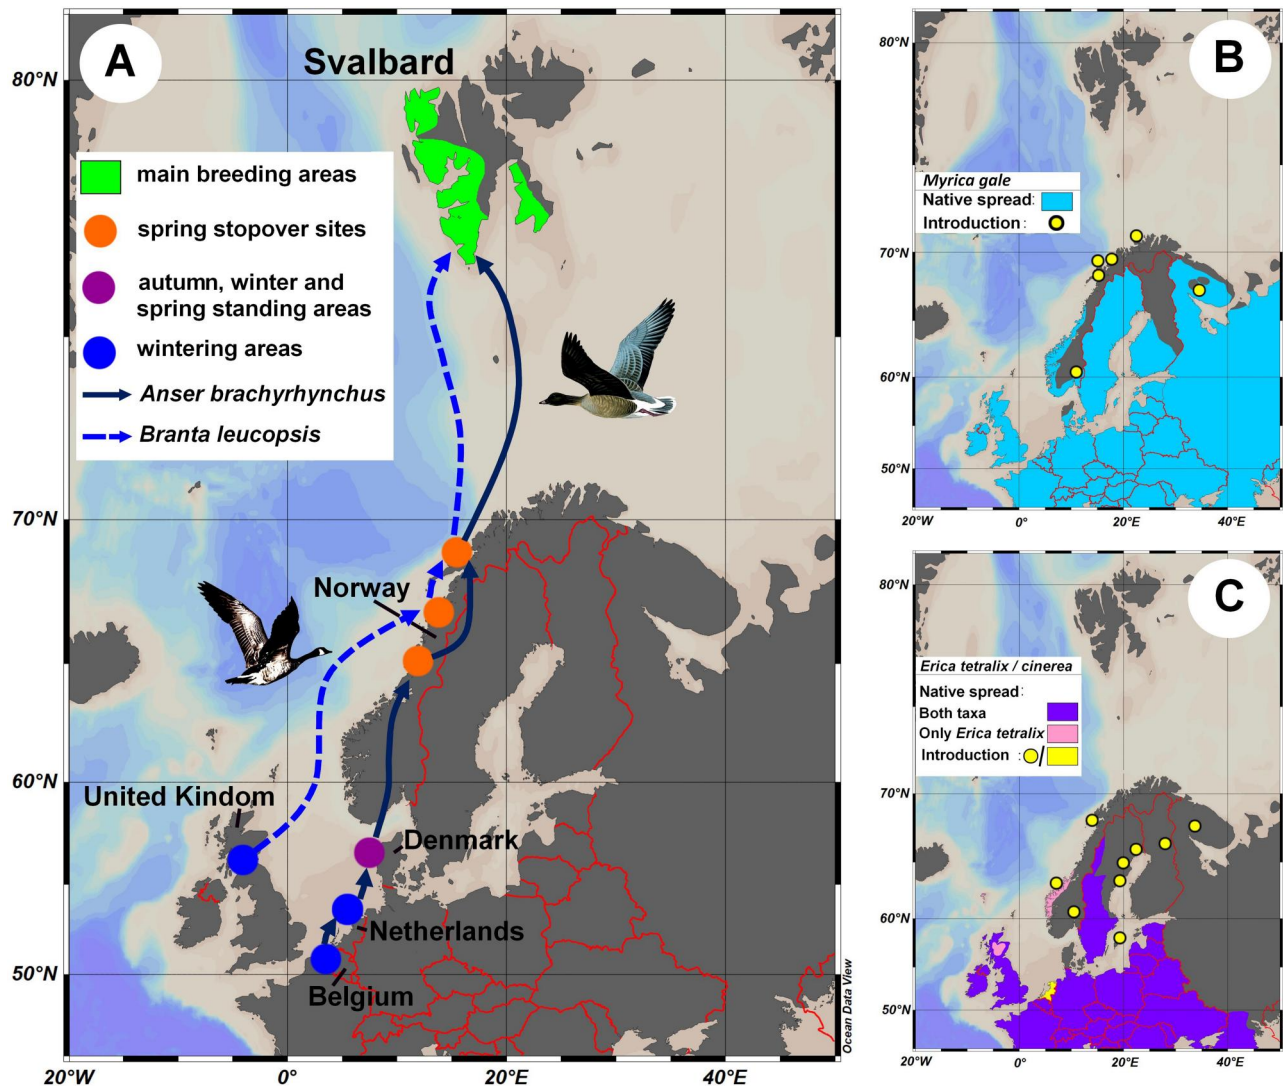 A
Svalbard
80°N
main breeding areas
spring stopover sites
autumn, winter and
spring standing areas
wintering areas
Anser brachyrhynchus
Branta leucopsis
70°N
Norway
60°N
United Kindom
Denmark
Netherlands
50°N
Belgium
Ocean Data View
20°W
0°
20°E
40°E
B
80°N
Myrica gale
Native spread:
Introduction :
70°N
60°N
50°N
20°W
0°
20°E
40°E
C
80°N
Erica tetralix / cinerea
Native spread:
Both taxa
Only Erica tetralix
Introduction : /
70°N
60°N
50°N
20°W
0°
20°E
40°E